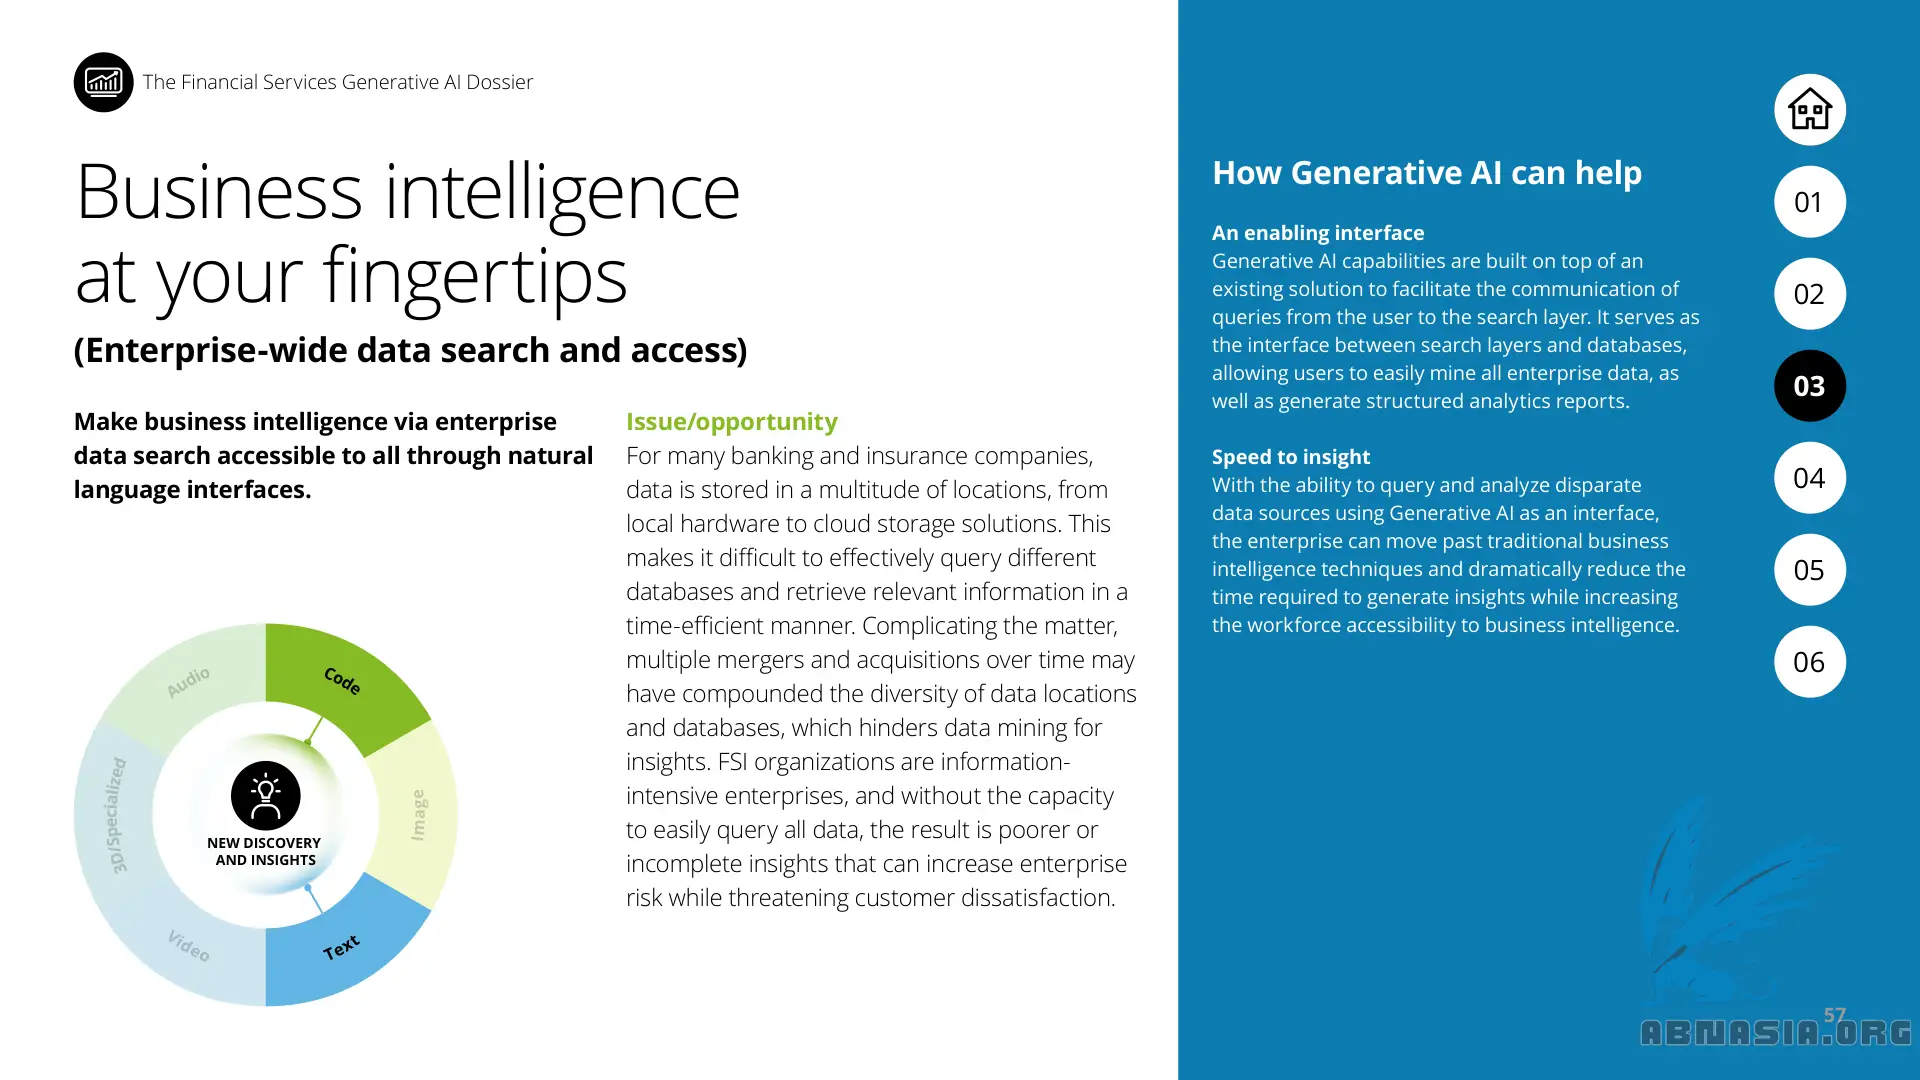 The Financial Services Generative AI Dossier
Business intelligence
at your fingertips
(Enterprise-wide data search and access)
Make business intelligence via enterprise
data search accessible to all through natural
language interfaces.
Audio
Code
3D/Specialized
Image
NEW DISCOVERY
AND INSIGHTS
Video
Text
Issue/opportunity
For many banking and insurance companies,
data is stored in a multitude of locations, from
local hardware to cloud storage solutions. This
makes it difficult to effectively query different
databases and retrieve relevant information in a
time-efficient manner. Complicating the matter,
multiple mergers and acquisitions over time may
have compounded the diversity of data locations
and databases, which hinders data mining for
insights. FSI organizations are information-
intensive enterprises, and without the capacity
to easily query all data, the result is poorer or
incomplete insights that can increase enterprise
risk while threatening customer dissatisfaction.
How Generative AI can help
An enabling interface
Generative AI capabilities are built on top of an
existing solution to facilitate the communication of
queries from the user to the search layer. It serves as
the interface between search layers and databases,
allowing users to easily mine all enterprise data, as
well as generate structured analytics reports.
Speed to insight
With the ability to query and analyze disparate
data sources using Generative AI as an interface,
the enterprise can move past traditional business
intelligence techniques and dramatically reduce the
time required to generate insights while increasing
the workforce accessibility to business intelligence.
01
02
03
04
05
06
57
ABNASIA.ORG